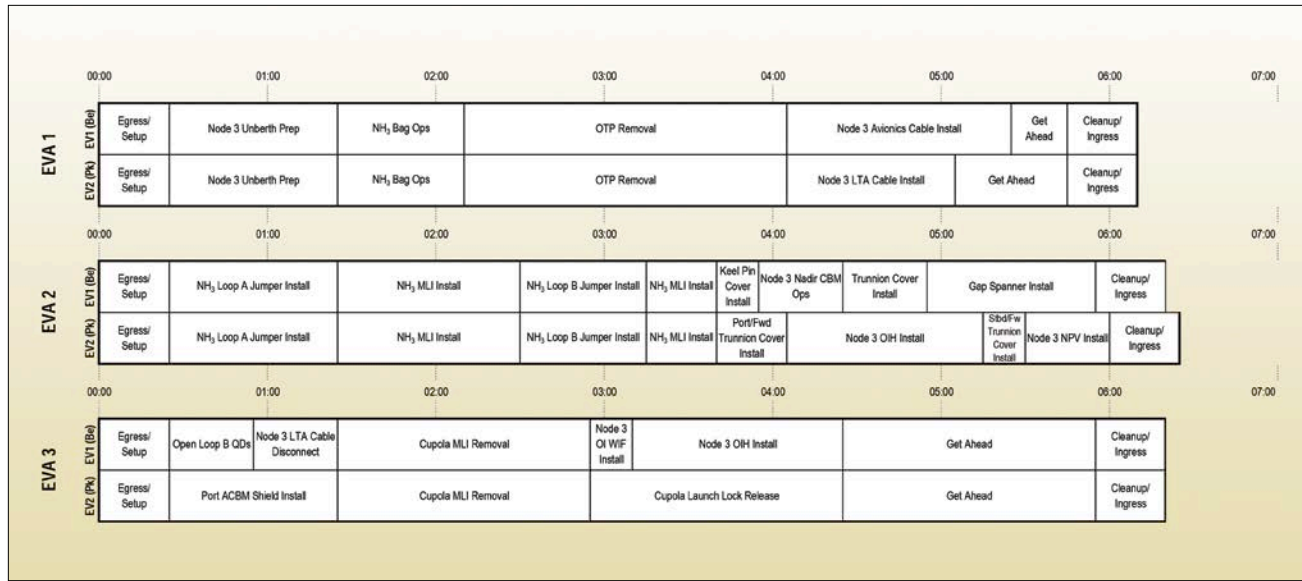 00:00 01:00 02:00 03:00 04:00 05:00 06:00 07:00
EVA 1
EV1 (Be)
Egress/
Setup
Node 3 Unberth Prep
NH3 Bag Ops
OTP Removal
Node 3 Avionics Cable Install
Get
Ahead
Cleanup/
Ingress
EV2 (Pk)
Egress/
Setup
Node 3 Unberth Prep
NH3 Bag Ops
OTP Removal
Node 3 LTA Cable Install
Get Ahead
Cleanup/
Ingress
00:00 01:00 02:00 03:00 04:00 05:00 06:00 07:00
EVA 2
EV1 (Be)
Egress/
Setup
NH3 Loop A Jumper Install
NH3 MLI Install
NH3 Loop B Jumper Install
NH3 MLI Install
Keel Pin
Cover
Install
Node 3 Nadir CBM
Ops
Trunnion Cover
Install
Gap Spanner Install
Cleanup/
Ingress
EV2 (Pk)
Egress/
Setup
NH3 Loop A Jumper Install
NH3 MLI Install
NH3 Loop B Jumper Install
NH3 MLI Install
Port/Fwd
Trunnion Cover
Install
Node 3 OIH Install
Stbd/Fw
Trunnion
Cover
Install
Node 3 NPV Install
Cleanup/
Ingress
00:00 01:00 02:00 03:00 04:00 05:00 06:00 07:00
EVA 3
EV1 (Be)
Egress/
Setup
Open Loop B QDs
Node 3 LTA Cable
Disconnect
Cupola MLI Removal
Node 3
OI WIF
Install
Node 3 OIH Install
Get Ahead
Cleanup/
Ingress
EV2 (Pk)
Egress/
Setup
Port ACBM Shield Install
Cupola MLI Removal
Cupola Launch Lock Release
Get Ahead
Cleanup/
Ingress